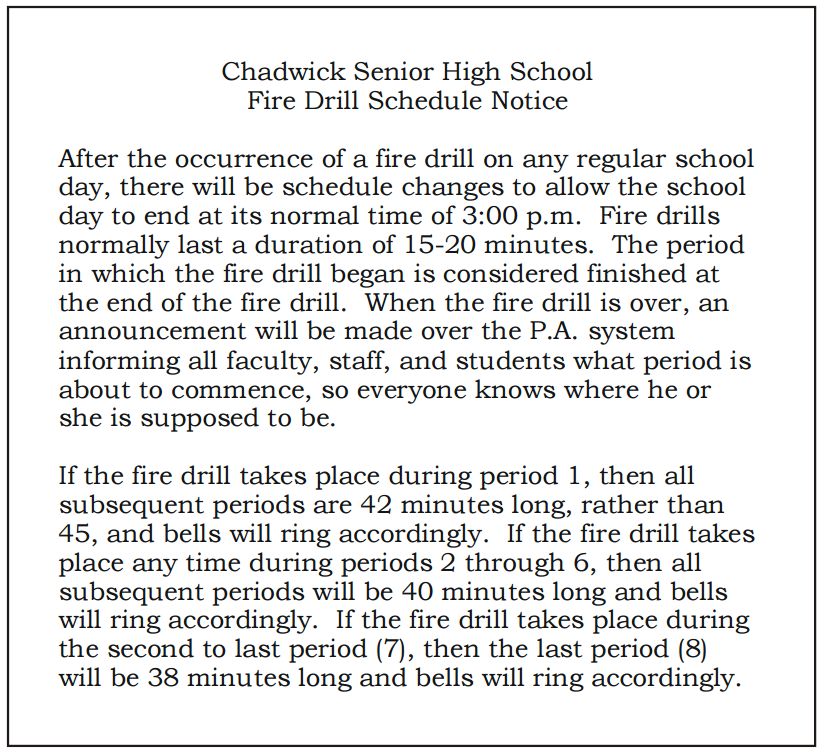 Chadwick Senior High School
Fire Drill Schedule Notice
After the occurrence of a fire drill on any regular school
day, there will be schedule changes to allow the school
day to end at its normal time of 3:00 p.m.  Fire drills
normally last a duration of 15-20 minutes.  The period
in which the fire drill began is considered finished at
the end of the fire drill.  When the fire drill is over, an
announcement will be made over the P.A. system
informing all faculty, staff, and students what period is
about to commence, so everyone knows where he or
she is supposed to be.
If the fire drill takes place during period 1, then all
subsequent periods are 42 minutes long, rather than
45, and bells will ring accordingly.  If the fire drill takes
place any time during periods 2 through 6, then all
subsequent periods will be 40 minutes long and bells
will ring accordingly.  If the fire drill takes place during
the second to last period (7), then the last period (8)
will be 38 minutes long and bells will ring accordingly.